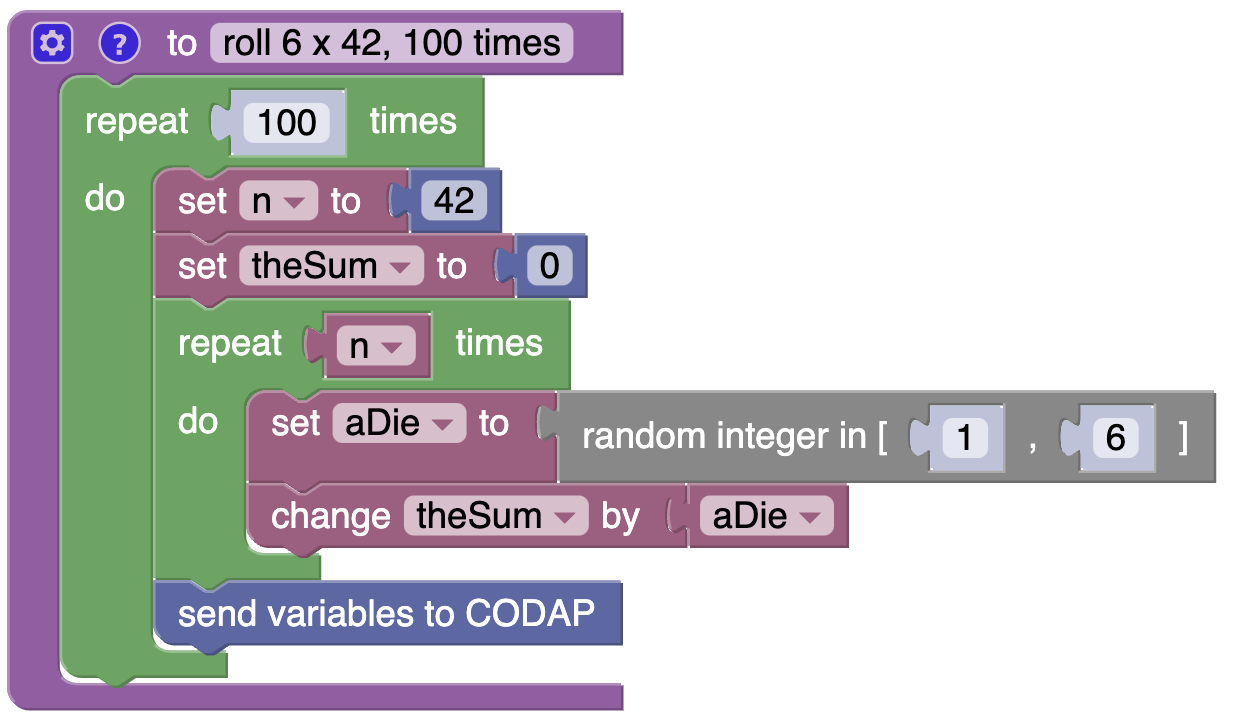 ? to roll 6 x 42, 100 times
repeat 100 times
do set n to 42
set theSum to 0
repeat n times
do set aDie to random integer in [ 1 , 6 ]
change theSum by aDie
send variables to CODAP